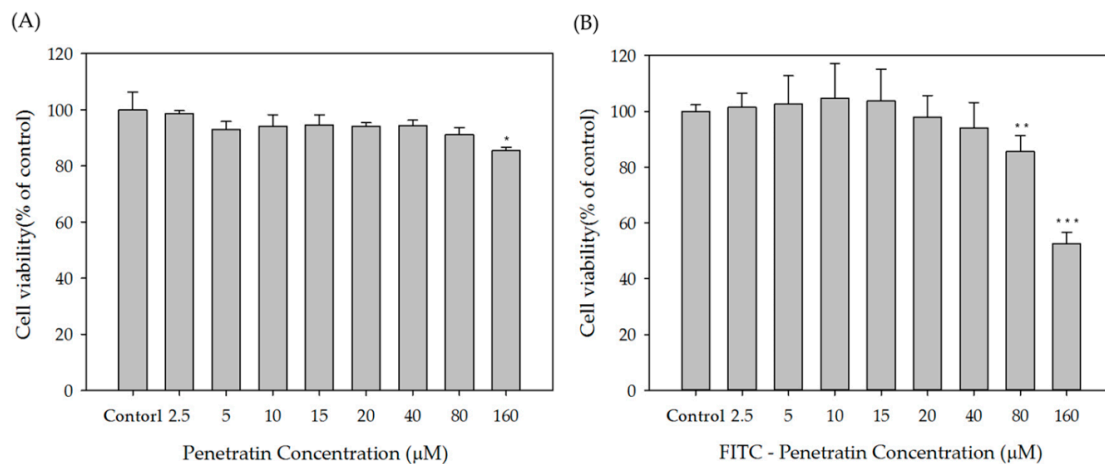 (A)
120
100
80
60
40
20
0
Cell viability(% of control)
*
Contorl 2.5 5 10 15 20 40 80 160
Penetratin Concentration (µM)
(B)
120
100
80
60
40
20
0
Cell viability(% of control)
**
***
Control 2.5 5 10 15 20 40 80 160
FITC - Penetratin Concentration (µM)